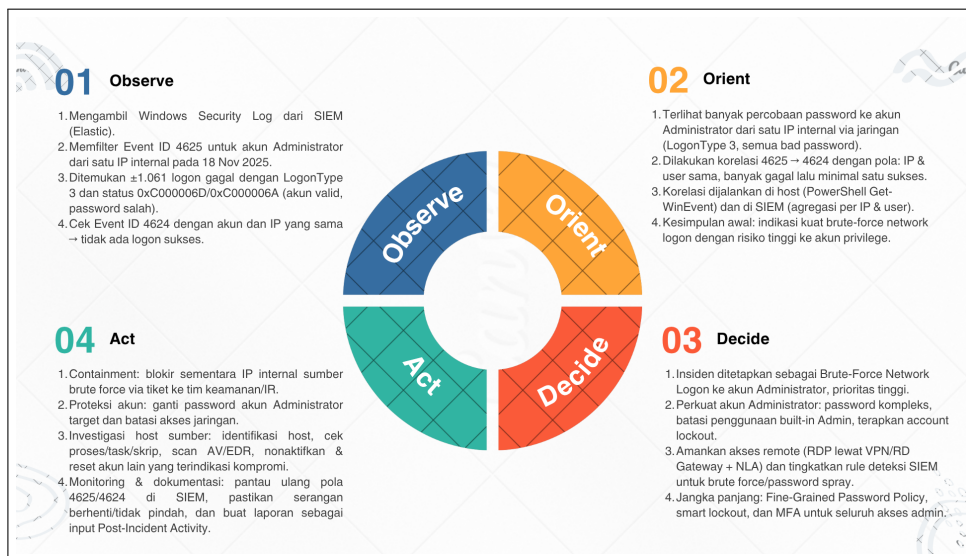 01 Observe
1. Mengambil Windows Security Log dari SIEM
(Elastic).
2. Memfilter Event ID 4625 untuk akun Administrator
dari satu IP internal pada 18 Nov 2025.
3. Ditemukan ±1.061 logon gagal dengan LogonType
3 dan status 0xC000006D/0xC000006A (akun valid,
password salah).
4. Cek Event ID 4624 dengan akun dan IP yang sama
→ tidak ada logon sukses.
02 Orient
1. Terlihat banyak percobaan password ke akun
Administrator dari satu IP internal via jaringan
(LogonType 3, semua bad password).
2. Dilakukan korelasi 4625 → 4624 dengan pola: IP &
user sama, banyak gagal lalu minimal satu sukses.
3. Korelasi dijalankan di host (PowerShell Get-
WinEvent) dan di SIEM (agregasi per IP & user).
4. Kesimpulan awal: indikasi kuat brute-force network
logon dengan risiko tinggi ke akun privilege.
Observe
Orient
Act
Decide
04 Act
1. Containment: blokir sementara IP internal sumber
brute force via tiket ke tim keamanan/IR.
2. Proteksi akun: ganti password akun Administrator
target dan batasi akses jaringan.
3. Investigasi host sumber: identifikasi host, cek
proses/task/skrip, scan AV/EDR, nonaktifkan &
reset akun lain yang terindikasi kompromi.
4. Monitoring & dokumentasi: pantau ulang pola
4625/4624 di SIEM, pastikan serangan
berhenti/tidak pindah, dan buat laporan sebagai
input Post-Incident Activity.
03 Decide
1. Insiden ditetapkan sebagai Brute-Force Network
Logon ke akun Administrator, prioritas tinggi.
2. Perkuat akun Administrator: password kompleks,
batasi penggunaan built-in Admin, terapkan account
lockout.
3. Amankan akses remote (RDP lewat VPN/RD
Gateway + NLA) dan tingkatkan rule deteksi SIEM
untuk brute force/password spray.
4. Jangka panjang: Fine-Grained Password Policy,
smart lockout, dan MFA untuk seluruh akses admin.